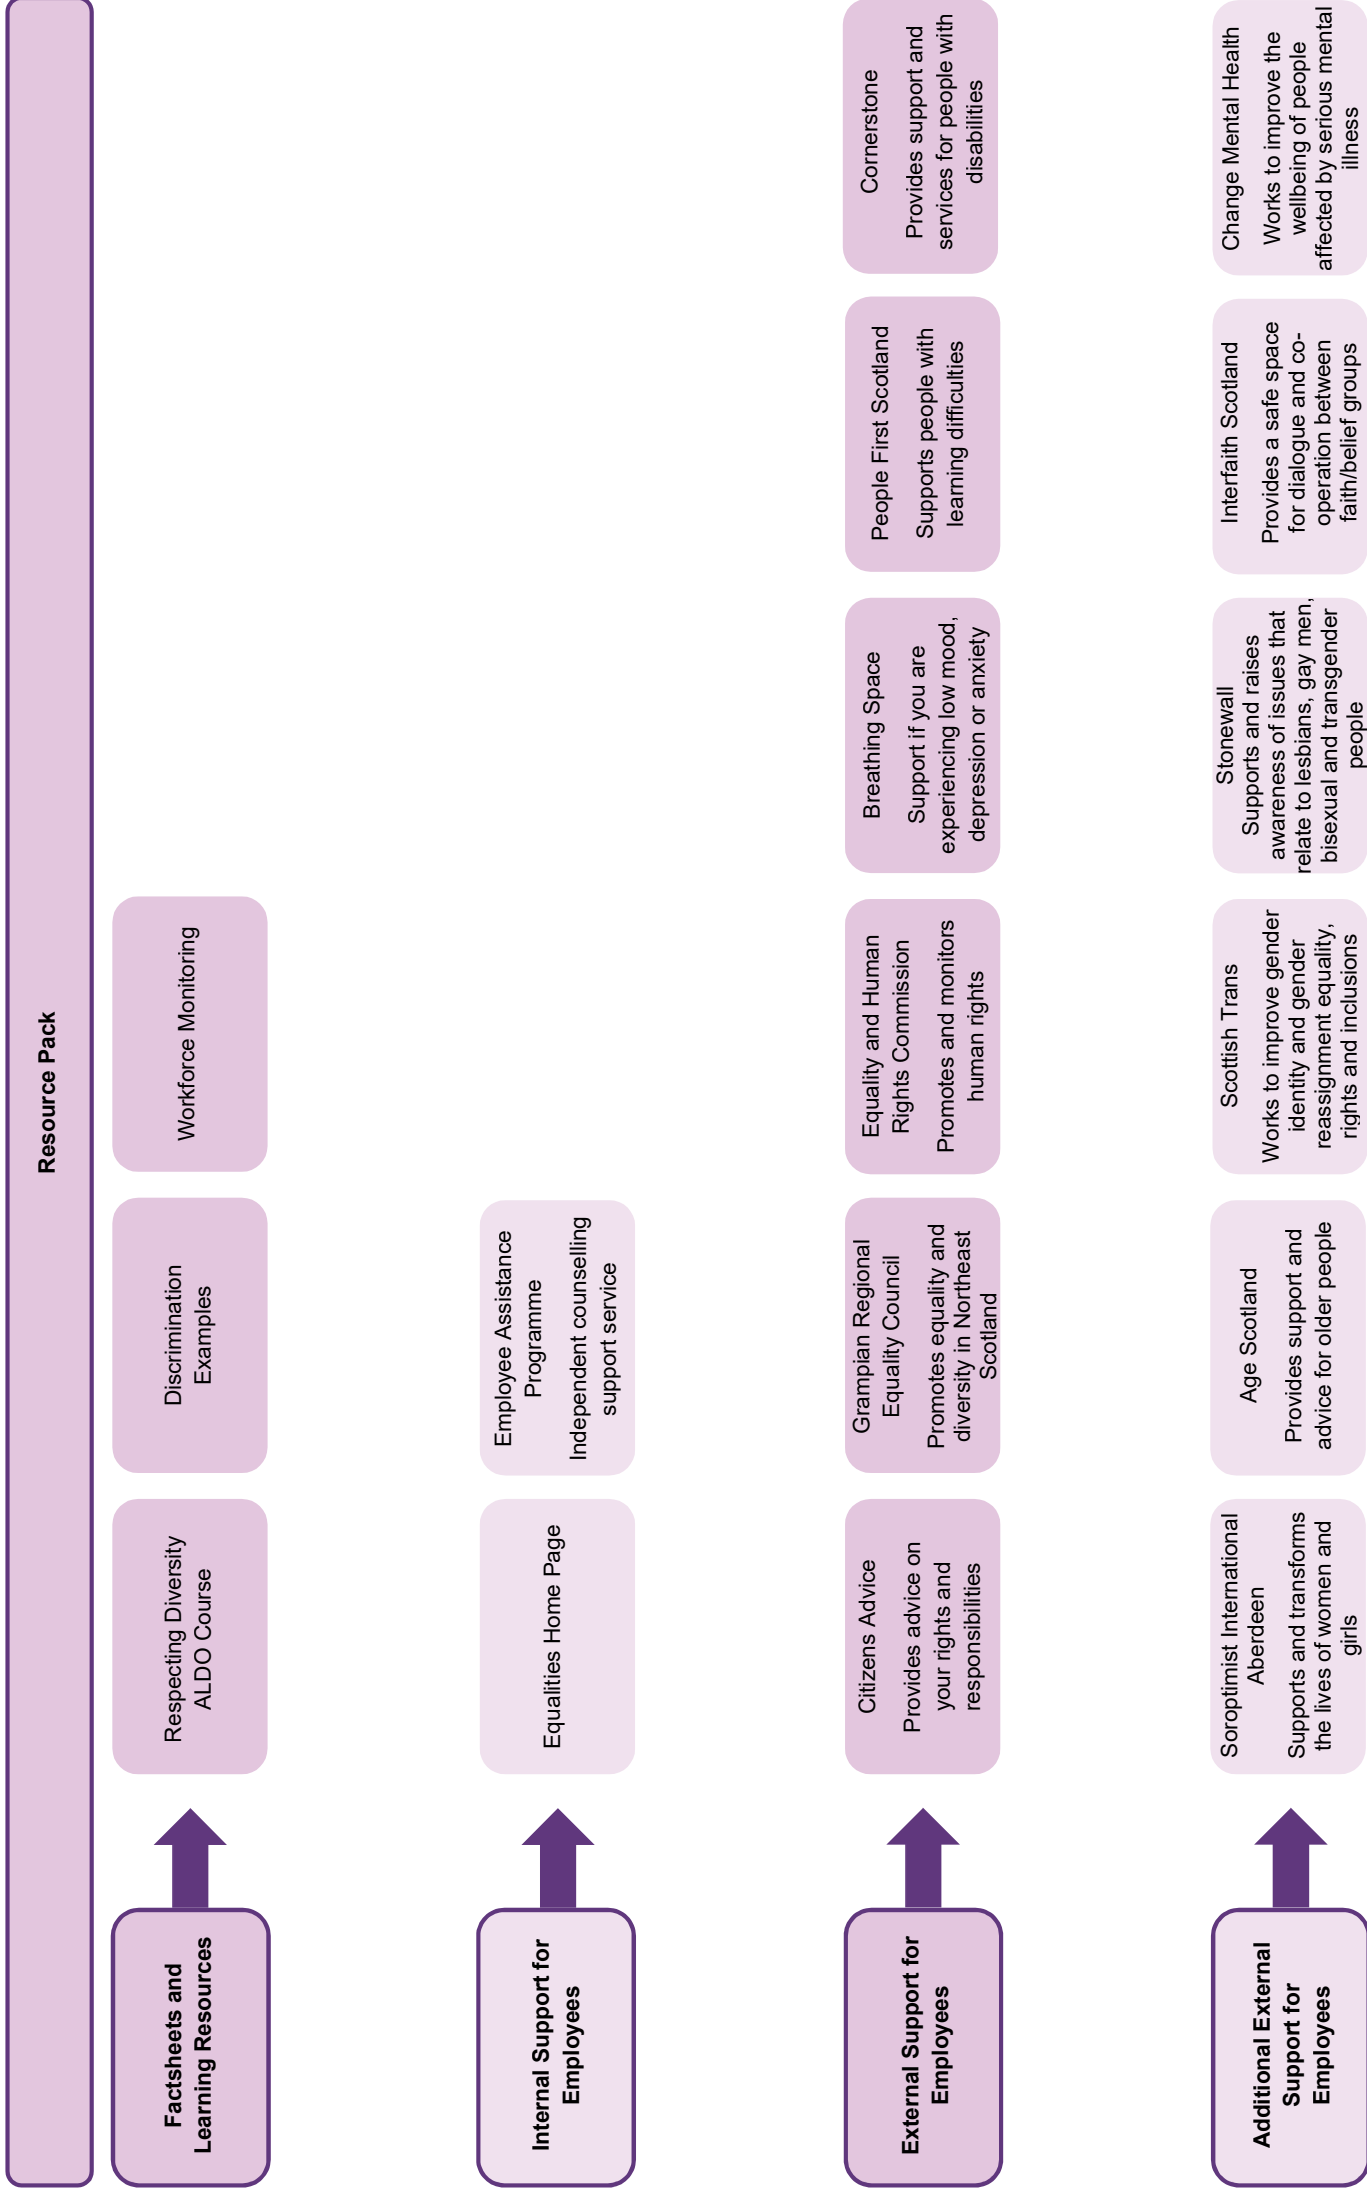 Resource Pack
Factsheets and
Learning Resources
Respecting Diversity
ALDO Course
Discrimination
Examples
Workforce Monitoring
Internal Support for
Employees
Equalities Home Page
Employee Assistance
Programme
Independent counselling
support service
External Support for
Employees
Citizens Advice
Provides advice on
your rights and
responsibilities
Grampian Regional
Equality Council
Promotes equality and
diversity in Northeast
Scotland
Equality and Human
Rights Commission
Promotes and monitors
human rights
Breathing Space
Support if you are
experiencing low mood,
depression or anxiety
People First Scotland
Supports people with
learning difficulties
Cornerstone
Provides support and
services for people with
disabilities
Additional External
Support for
Employees
Soroptimist International
Aberdeen
Supports and transforms
the lives of women and
girls
Age Scotland
Provides support and
advice for older people
Scottish Trans
Works to improve gender
identity and gender
reassignment equality,
rights and inclusions
Stonewall
Supports and raises
awareness of issues that
relate to lesbians, gay men,
bisexual and transgender
people
Interfaith Scotland
Provides a safe space
for dialogue and co-
operation between
faith/belief groups
Change Mental Health
Works to improve the
wellbeing of people
affected by serious mental
illness